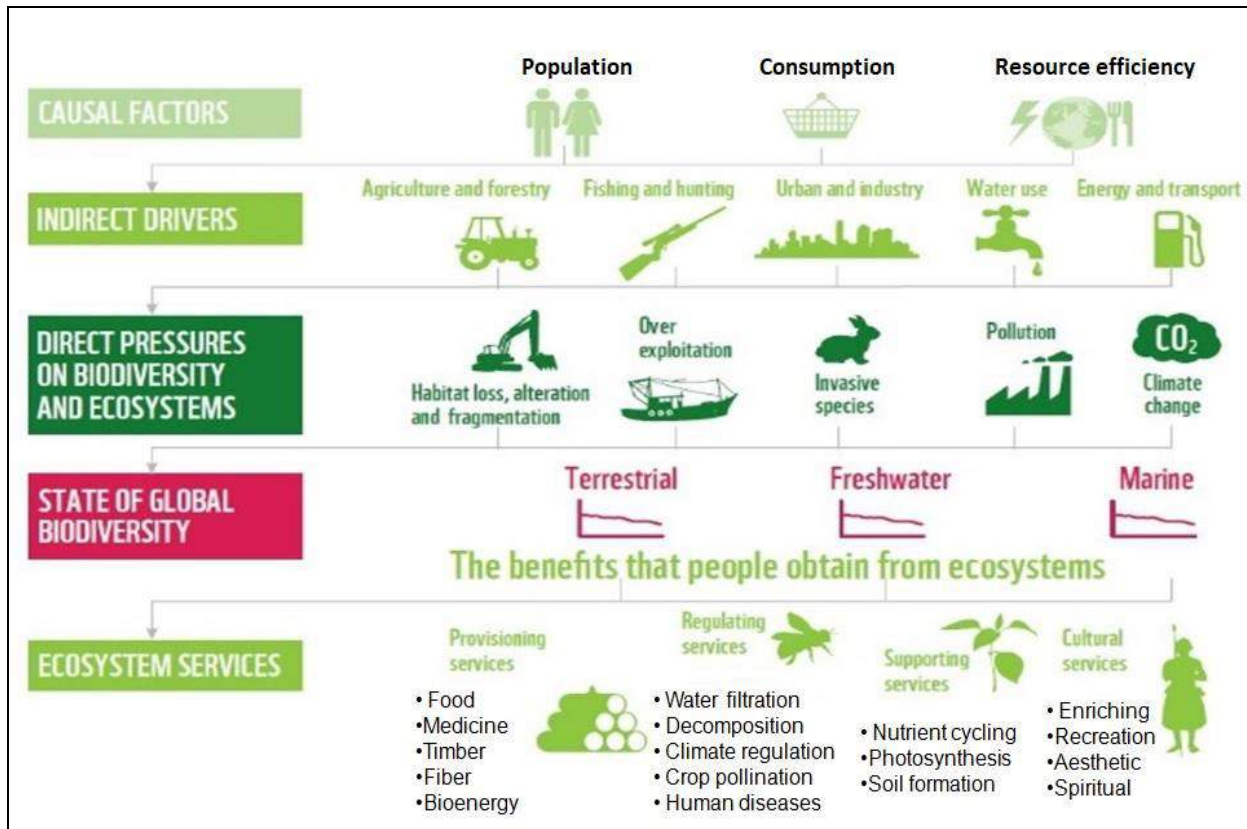 Population
Consumption
Resource efficiency
CAUSAL FACTORS
Agriculture and forestry
Fishing and hunting
Urban and industry
Water use
Energy and transport
INDIRECT DRIVERS
DIRECT PRESSURES
ON BIODIVERSITY
AND ECOSYSTEMS
Habitat loss, alteration
and fragmentation
Over
exploitation
Invasive
species
Pollution
CO₂
Climate
change
STATE OF GLOBAL
BIODIVERSITY
Terrestrial
Freshwater
Marine
The benefits that people obtain from ecosystems
ECOSYSTEM SERVICES
Provisioning
services
• Food
•Medicine
•Timber
•Fiber
•Bioenergy
Regulating
services
• Water filtration
• Decomposition
• Climate regulation
• Crop pollination
• Human diseases
Supporting
services
• Nutrient cycling
•Photosynthesis
•Soil formation
Cultural
services
• Enriching
•Recreation
•Aesthetic
•Spiritual